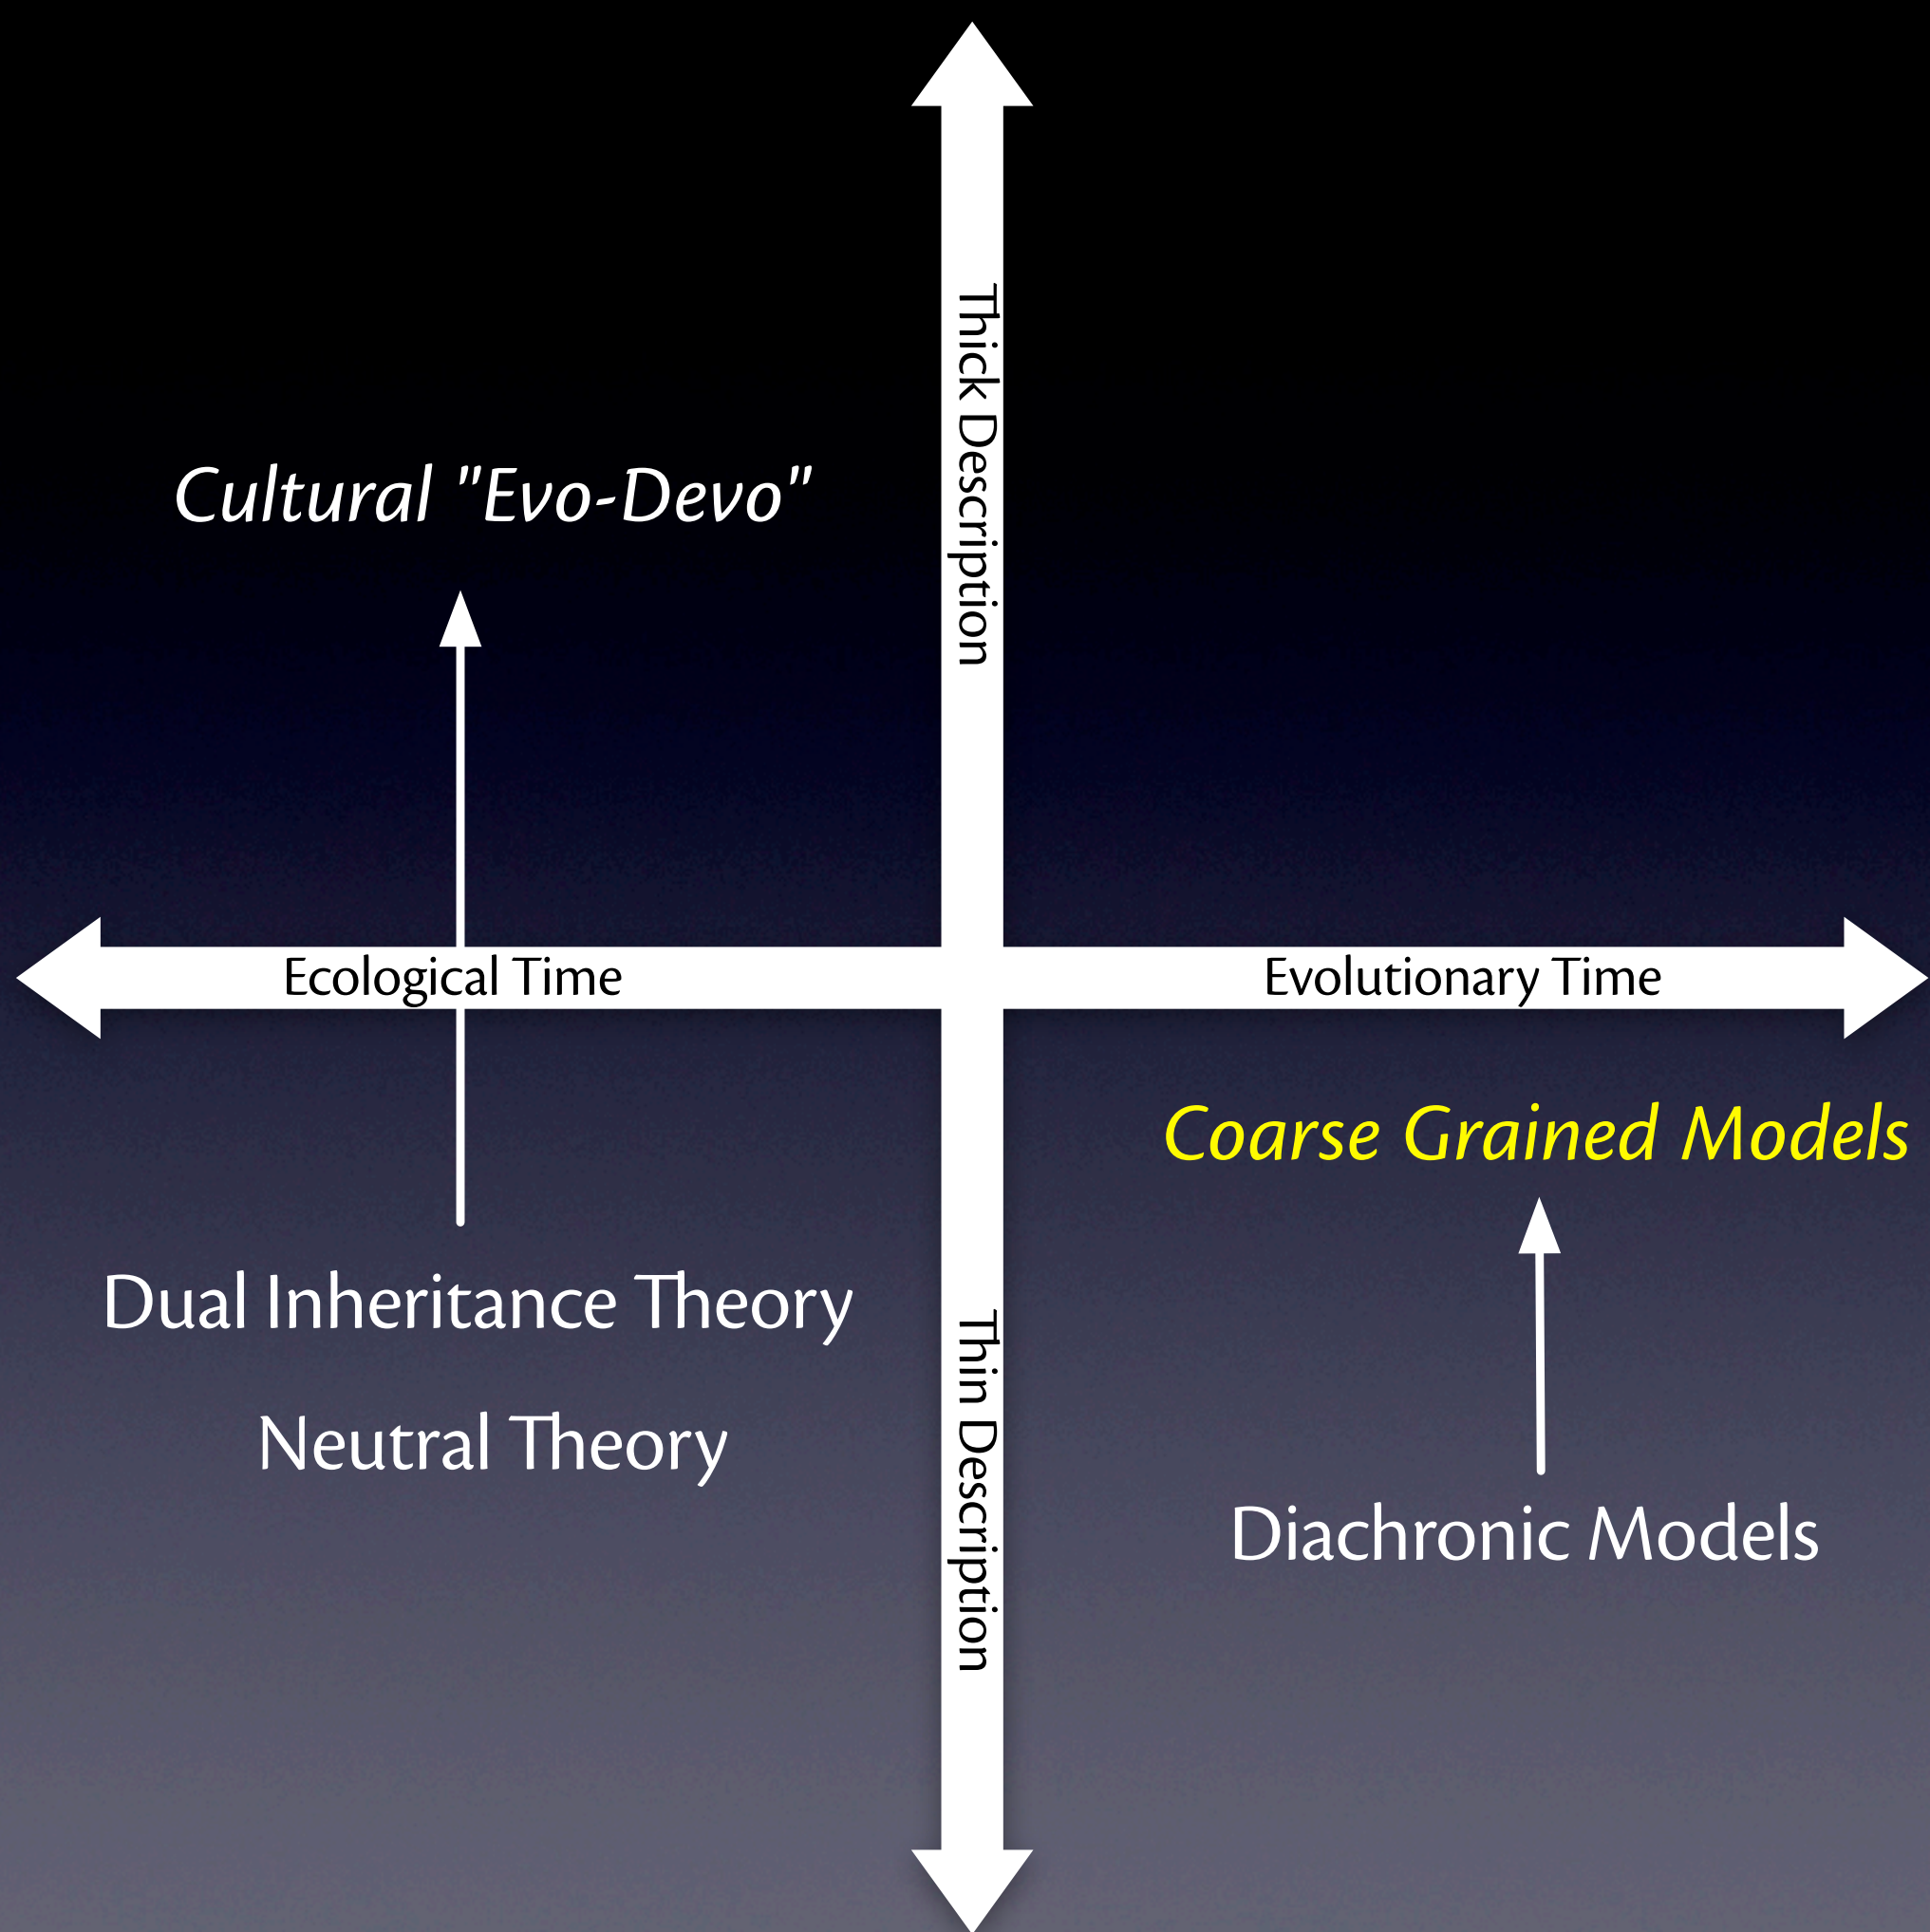 Thick Description
Cultural "Evo-Devo"
Ecological Time
Evolutionary Time
Coarse Grained Models
Dual Inheritance Theory
Neutral Theory
Thin Description
Diachronic Models